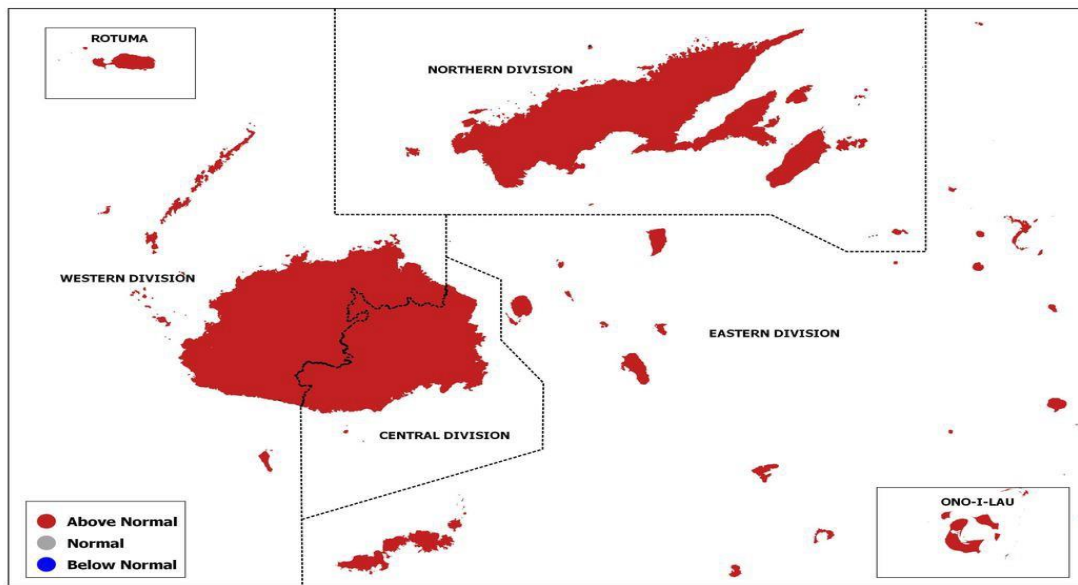 ROTUMA
NORTHERN DIVISION
WESTERN DIVISION
EASTERN DIVISION
CENTRAL DIVISION
ONO-I-LAU
Above Normal
Normal
Below Normal